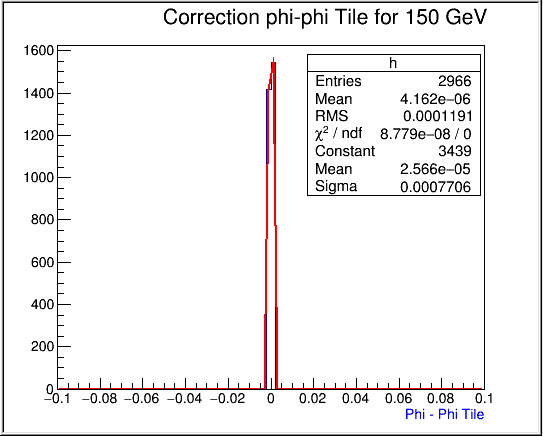 Correction phi-phi Tile for 150 GeV
h
Entries 2966
Mean 4.162e−06
RMS 0.0001191
χ² / ndf 8.779e−08 / 0
Constant 3439
Mean 2.566e−05
Sigma 0.0007706
1600
1400
1200
1000
800
600
400
200
0
−0.1 −0.08 −0.06 −0.04 −0.02 0 0.02 0.04 0.06 0.08 0.1
Phi - Phi Tile